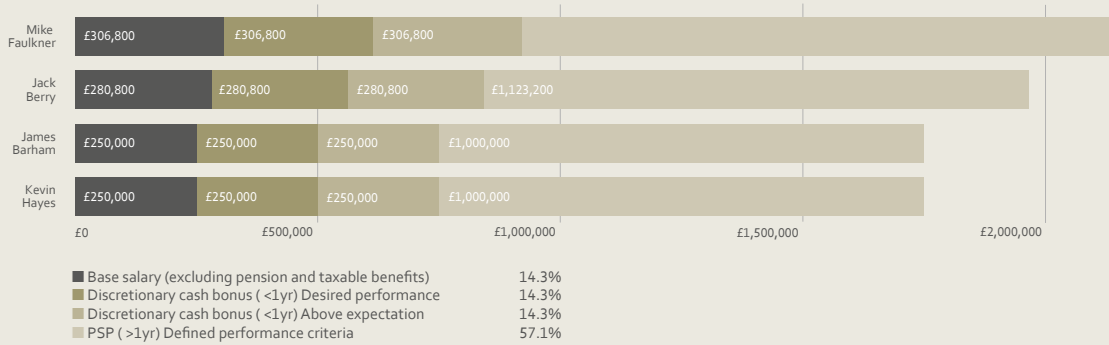 Mike
Faulkner
£306,800 £306,800 £306,800
Jack
Berry
£280,800 £280,800 £280,800 £1,123,200
James
Barham
£250,000 £250,000 £250,000 £1,000,000
Kevin
Hayes
£250,000 £250,000 £250,000 £1,000,000
£0 £500,000 £1,000,000 £1,500,000 £2,000,000
Base salary (excluding pension and taxable benefits) 14.3%
Discretionary cash bonus ( <1yr) Desired performance 14.3%
Discretionary cash bonus ( <1yr) Above expectation 14.3%
PSP ( >1yr) Defined performance criteria 57.1%